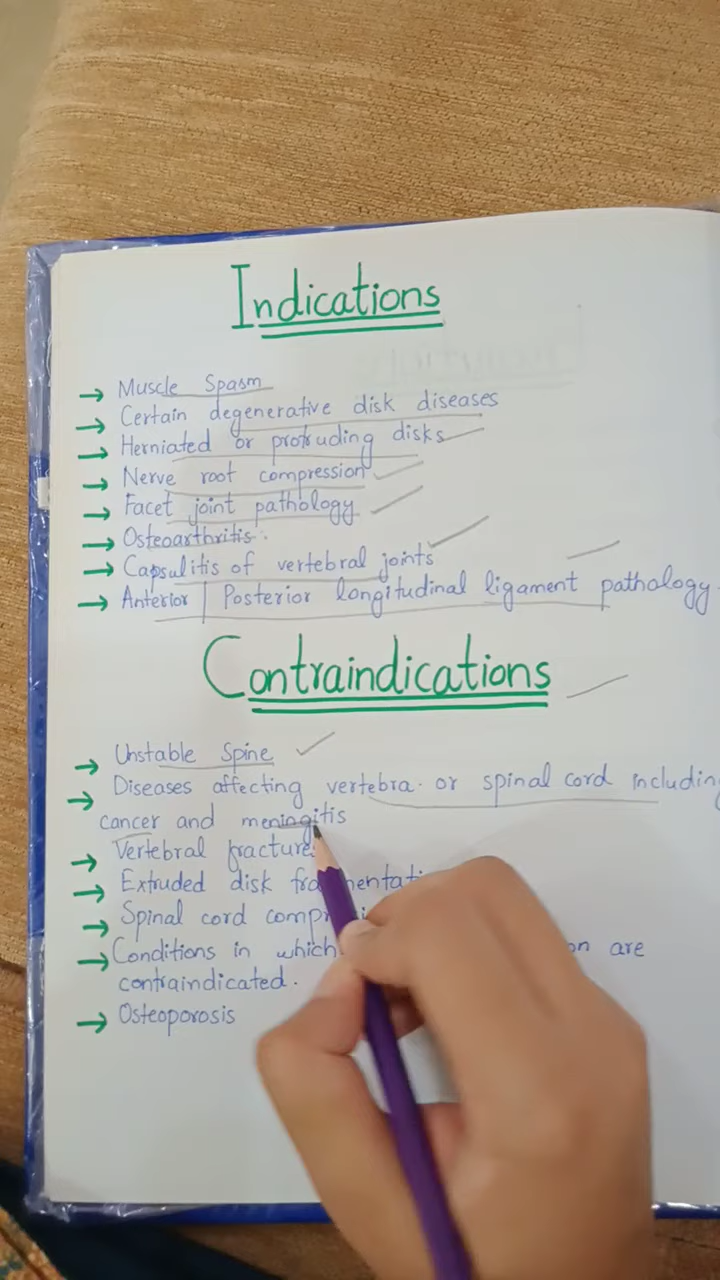 Indications
→ Muscle Spasm
→ Certain degenerative disk diseases
→ Herniated or protruding disks
→ Nerve root compression
→ Facet joint pathology
→ Osteoarthritis.
→ Capsulitis of vertebral joints
→ Anterior | Posterior longitudinal ligament pathology.
Contraindications
→ Unstable Spine
→ Diseases affecting vertebra or spinal cord including
cancer and meningitis
→ Vertebral fracture
→ Extruded disk
→ Spinal cord
→ Conditions in which are
contraindicated.
→ Osteoporosis